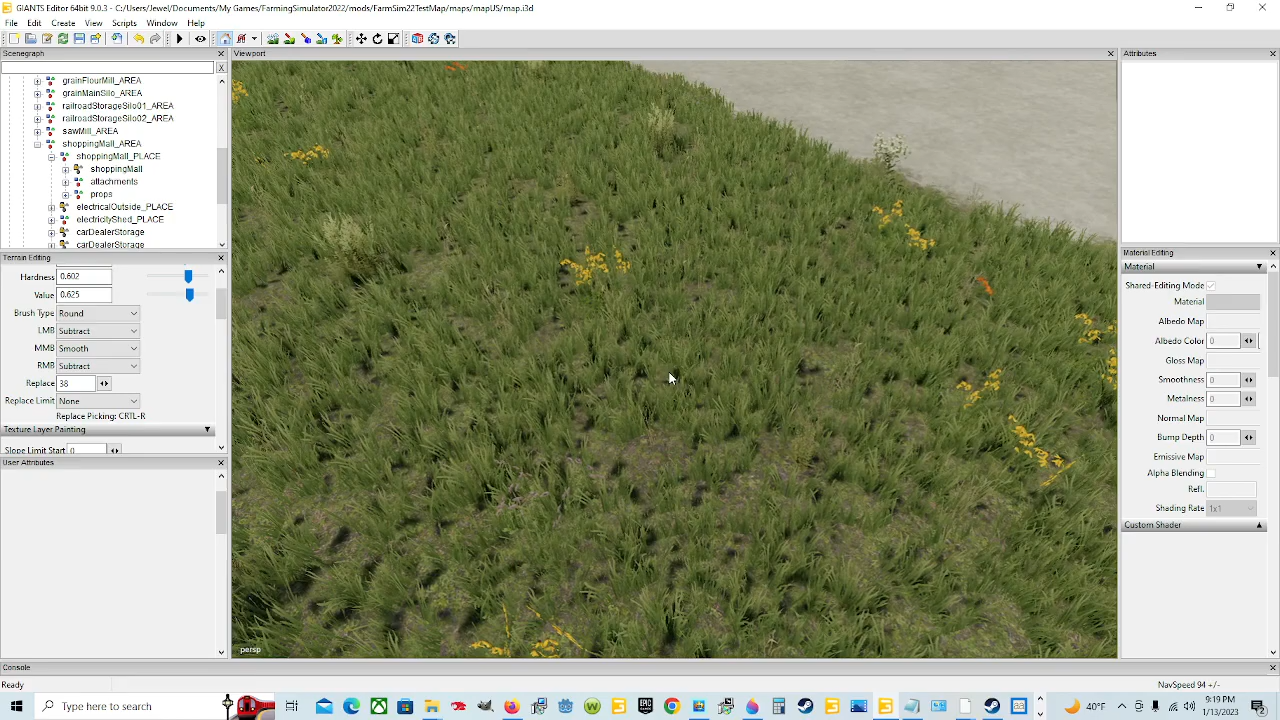 GIANTS Editor 64bit 9.0.3 - C:/Users/Jewel/Documents/My Games/FarmingSimulator2022/mods/FarmSim22TestMap/maps/mapUS/map.i3d
File Edit Create View Scripts Window Help
Scenegraph
X
grainFlourMill_AREA
grainMainSilo_AREA
railroadStorageSilo01_AREA
railroadStorageSilo02_AREA
sawMill_AREA
shoppingMall_AREA
shoppingMall_PLACE
shoppingMall
attachments
props
electricalOutside_PLACE
electricityShed_PLACE
carDealerStorage
carDealerStorage
Terrain Editing
Hardness 0.602
Value 0.625
Brush Type Round
LMB Subtract
MMB Smooth
RMB Subtract
Replace 38
Replace Limit None
Replace Picking: CRTL-R
Texture Layer Painting
Slope Limit Start 0
User Attributes
Viewport
persp
Attributes
Material Editing
Material
Shared-Editing Mode
Material
Albedo Map
Albedo Color 0
Gloss Map
Smoothness 0
Metalness 0
Normal Map
Bump Depth 0
Emissive Map
Alpha Blending
Refl.
Shading Rate 1x1
Custom Shader
Console
Ready
NavSpeed 94 +/-
Type here to search
40°F
9:19 PM
1/13/2023